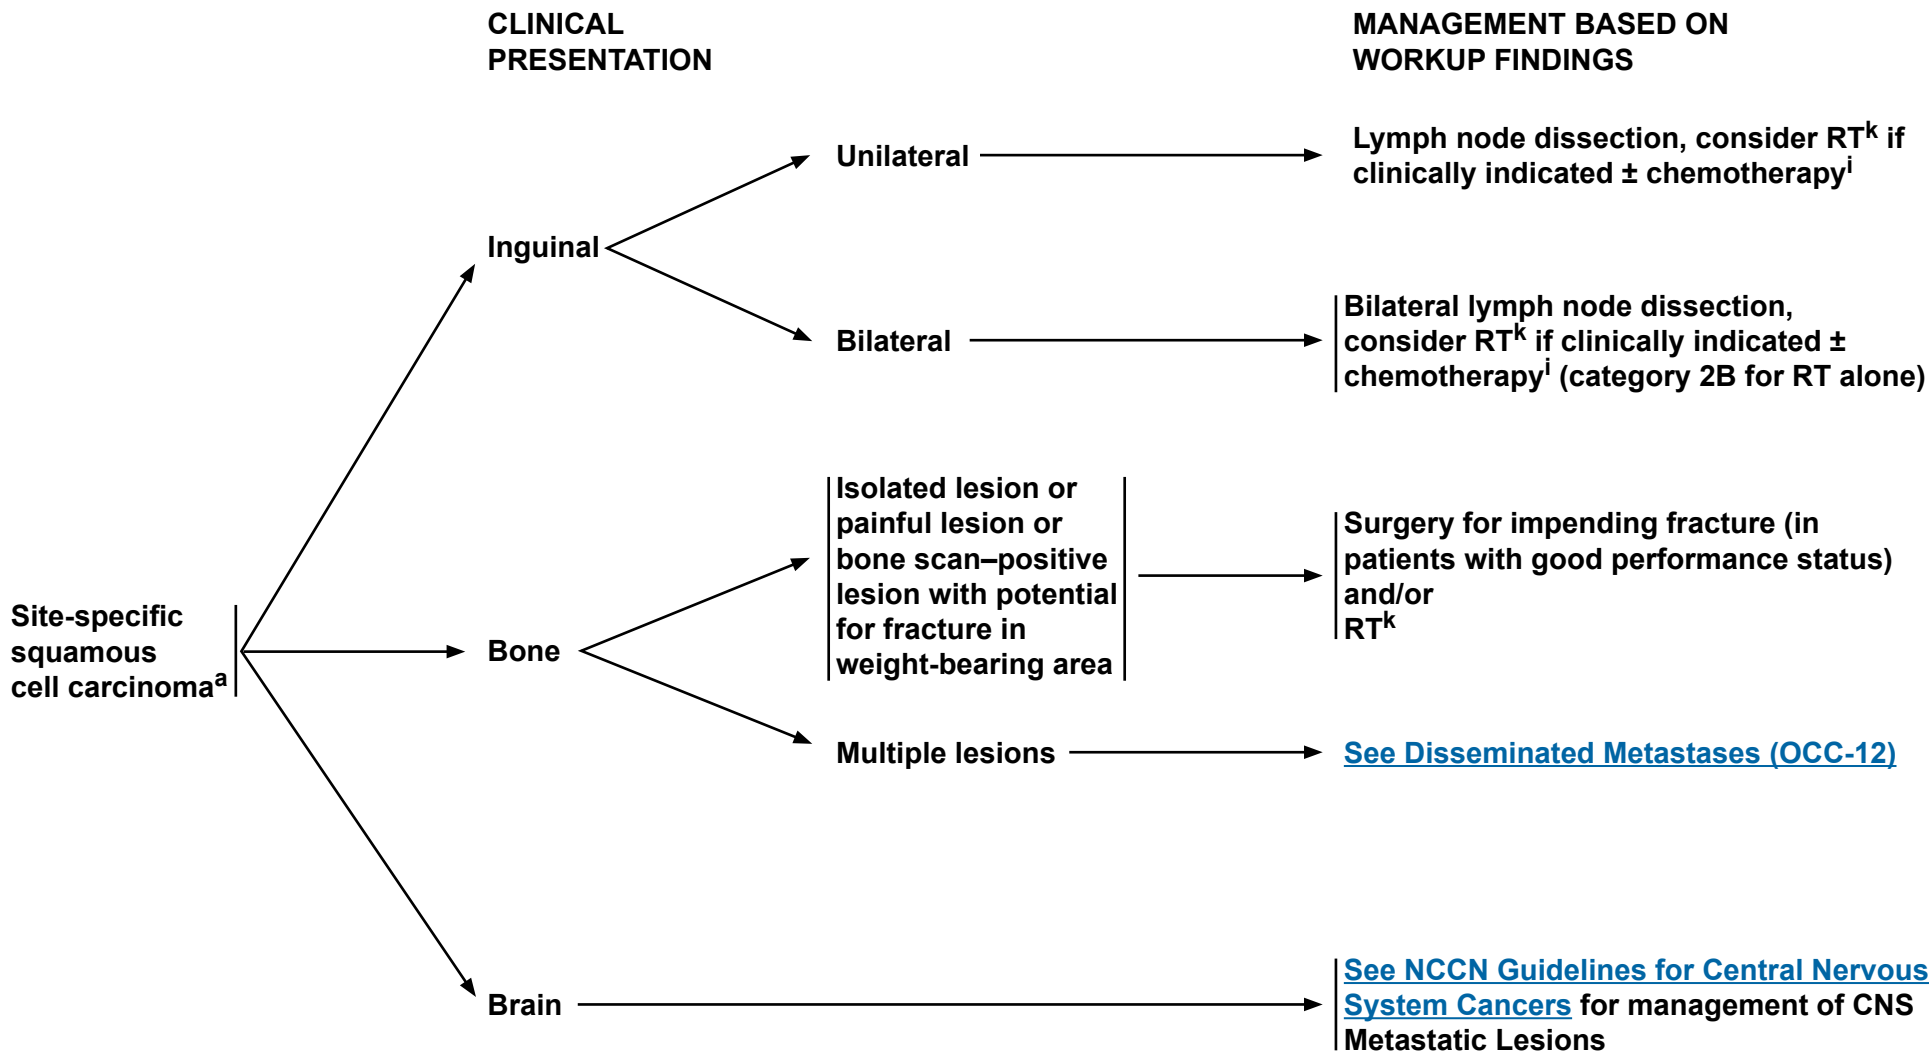 CLINICAL
PRESENTATION
MANAGEMENT BASED ON
WORKUP FINDINGS
Unilateral
Lymph node dissection, consider RTk if
clinically indicated ± chemotherapyi
Inguinal
Bilateral
Bilateral lymph node dissection,
consider RTk if clinically indicated ±
chemotherapyi (category 2B for RT alone)
Isolated lesion or
painful lesion or
bone scan–positive
lesion with potential
for fracture in
weight-bearing area
Surgery for impending fracture (in
patients with good performance status)
and/or
RTk
Site-specific
squamous
cell carcinomaa
Bone
Multiple lesions
See Disseminated Metastases (OCC-12)
Brain
See NCCN Guidelines for Central Nervous
System Cancers for management of CNS
Metastatic Lesions